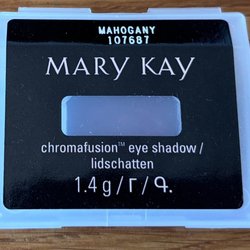 MAHOGANY
107687
MARY KAY
chromafusion™ eye shadow /
lidschatten
1.4 g / г / գ.